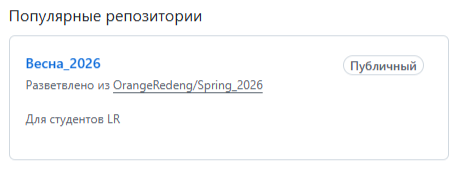 Популярные репозитории
Весна_2026
Публичный
Разветвлено из OrangeRedeng/Spring_2026
Для студентов LR